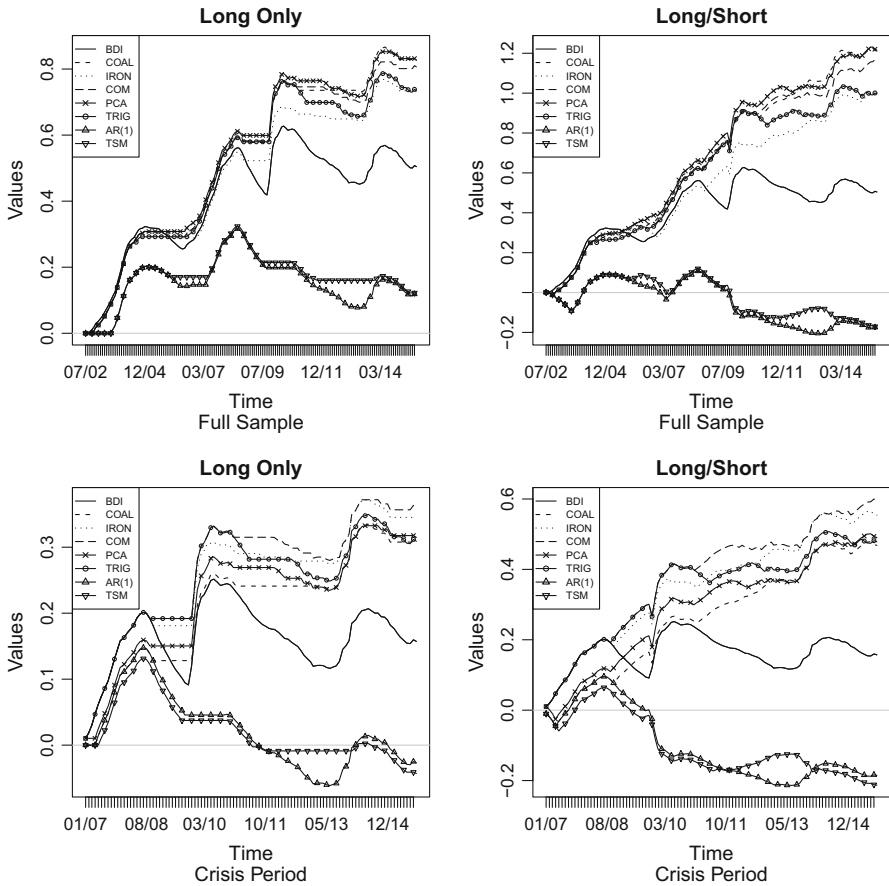 Long Only
Values
0.0 0.2 0.4 0.6 0.8
BDI
COAL
IRON
COM
PCA
TRIG
AR(1)
TSM
07/02 12/04 03/07 07/09 12/11 03/14
Time
Full Sample
Long/Short
Values
−0.2 0.0 0.2 0.4 0.6 0.8 1.0 1.2
BDI
COAL
IRON
COM
PCA
TRIG
AR(1)
TSM
07/02 12/04 03/07 07/09 12/11 03/14
Time
Full Sample
Long Only
Values
0.0 0.1 0.2 0.3
BDI
COAL
IRON
COM
PCA
TRIG
AR(1)
TSM
01/07 08/08 03/10 10/11 05/13 12/14
Time
Crisis Period
Long/Short
Values
−0.2 0.0 0.2 0.4 0.6
BDI
COAL
IRON
COM
PCA
TRIG
AR(1)
TSM
01/07 08/08 03/10 10/11 05/13 12/14
Time
Crisis Period